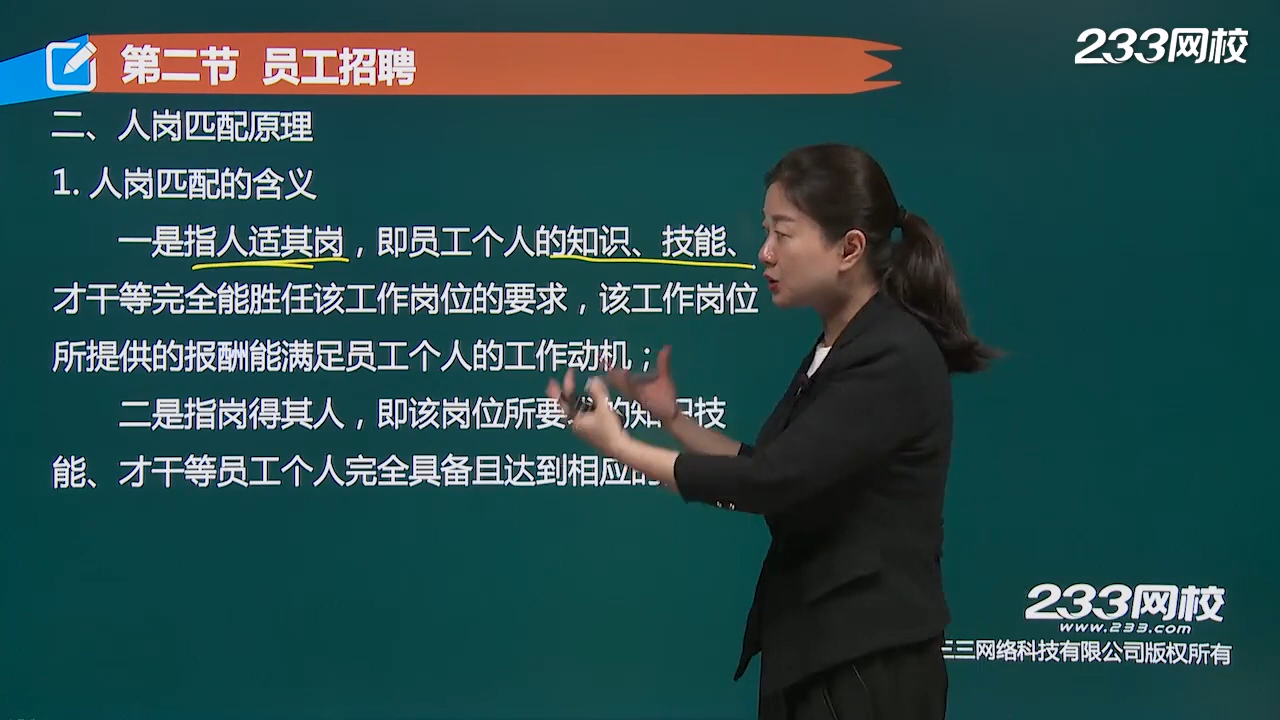 第二节 员工招聘
233网校
二、人岗匹配原理
1. 人岗匹配的含义
一是指人适其岗，即员工个人的知识、技能、
才干等完全能胜任该工作岗位的要求，该工作岗位
所提供的报酬能满足员工个人的工作动机；
二是指岗得其人，即该岗位所要求的知识技
能、才干等员工个人完全具备且达到相应的
233网校
www.233.com
三三网络科技有限公司版权所有